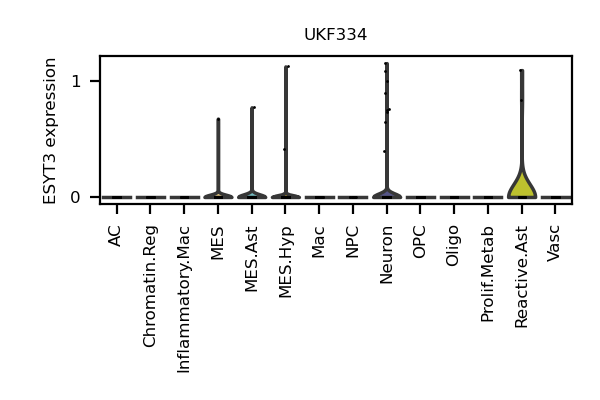 UKF334
ESYT3 expression
1
0
AC
Chromatin.Reg
Inflammatory.Mac
MES
MES.Ast
MES.Hyp
Mac
NPC
Neuron
OPC
Oligo
Prolif.Metab
Reactive.Ast
Vasc